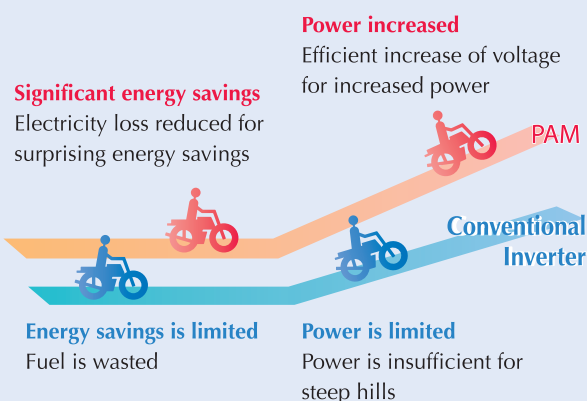 Power increased
Efficient increase of voltage
for increased power
Significant energy savings
Electricity loss reduced for
surprising energy savings
PAM
Conventional
Inverter
Energy savings is limited
Fuel is wasted
Power is limited
Power is insufficient for
steep hills